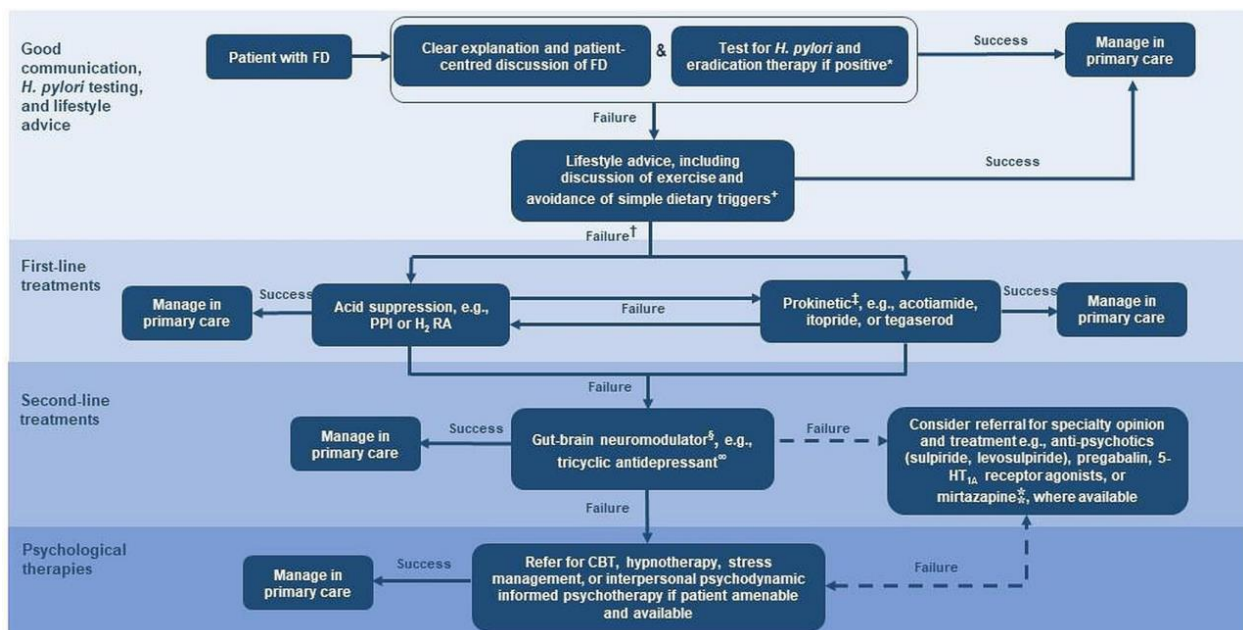 Good
communication,
H. pylori testing,
and lifestyle
advice
Patient with FD
Clear explanation and patient-
centred discussion of FD
&
Test for H. pylori and
eradication therapy if positive*
Success
Manage in
primary care
Failure
Lifestyle advice, including
discussion of exercise and
avoidance of simple dietary triggers⁺
Success
Failure†
First-line
treatments
Manage in
primary care
Success
Acid suppression, e.g.,
PPI or H₂ RA
Failure
Prokinetic‡, e.g., acotiamide,
itopride, or tegaserod
Success
Manage in
primary care
Failure
Second-line
treatments
Manage in
primary care
Success
Gut-brain neuromodulator§, e.g.,
tricyclic antidepressant∞
Failure
Consider referral for specialty opinion
and treatment e.g., anti-psychotics
(sulpiride, levosulpiride), pregabalin, 5-
HT₁ₐ receptor agonists, or
mirtazapine⁑, where available
Failure
Psychological
therapies
Manage in
primary care
Success
Refer for CBT, hypnotherapy, stress
management, or interpersonal psychodynamic
informed psychotherapy if patient amenable
and available
Failure